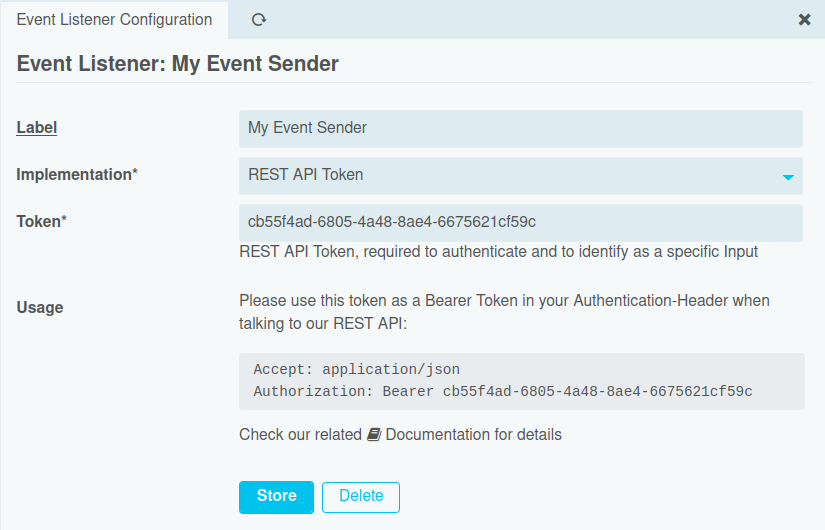 Event Listener Configuration
Event Listener: My Event Sender
Label
My Event Sender
Implementation*
REST API Token
Token*
cb55f4ad-6805-4a48-8ae4-6675621cf59c
REST API Token, required to authenticate and to identify as a specific Input
Usage
Please use this token as a Bearer Token in your Authentication-Header when
talking to our REST API:
Accept: application/json
Authorization: Bearer cb55f4ad-6805-4a48-8ae4-6675621cf59c
Check our related Documentation for details
Store
Delete